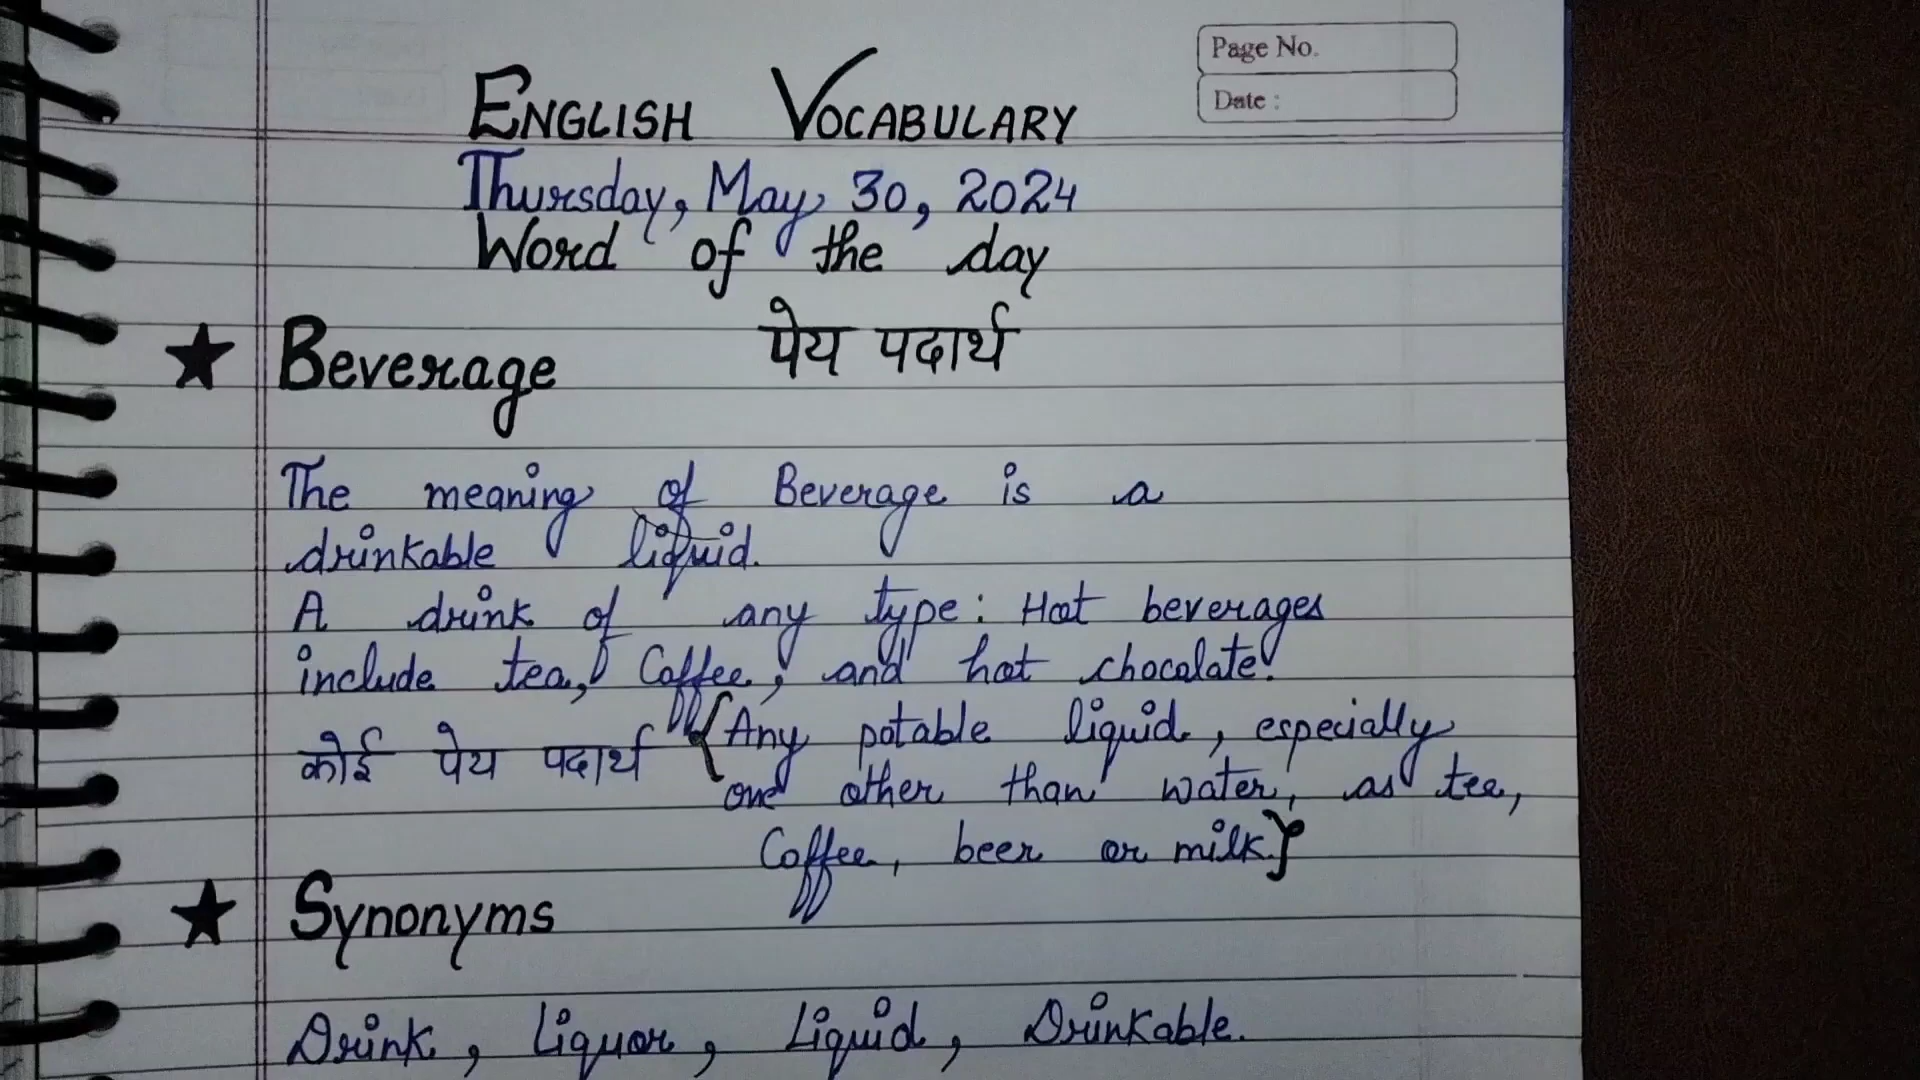 Page No.
Date :
ENGLISH VOCABULARY
Thursday, May 30, 2024
Word of the day
★ Beverage पेय पदार्थ
The meaning of Beverage is a
drinkable liquid.
A drink of any type: Hot beverages
include tea, Coffee, and hot chocolate.
कोई पेय पदार्थ {Any potable liquid, especially
one other than water, as tea,
Coffee, beer or milk.}
★ Synonyms
Drink, Liquor, Liquid, Drinkable.